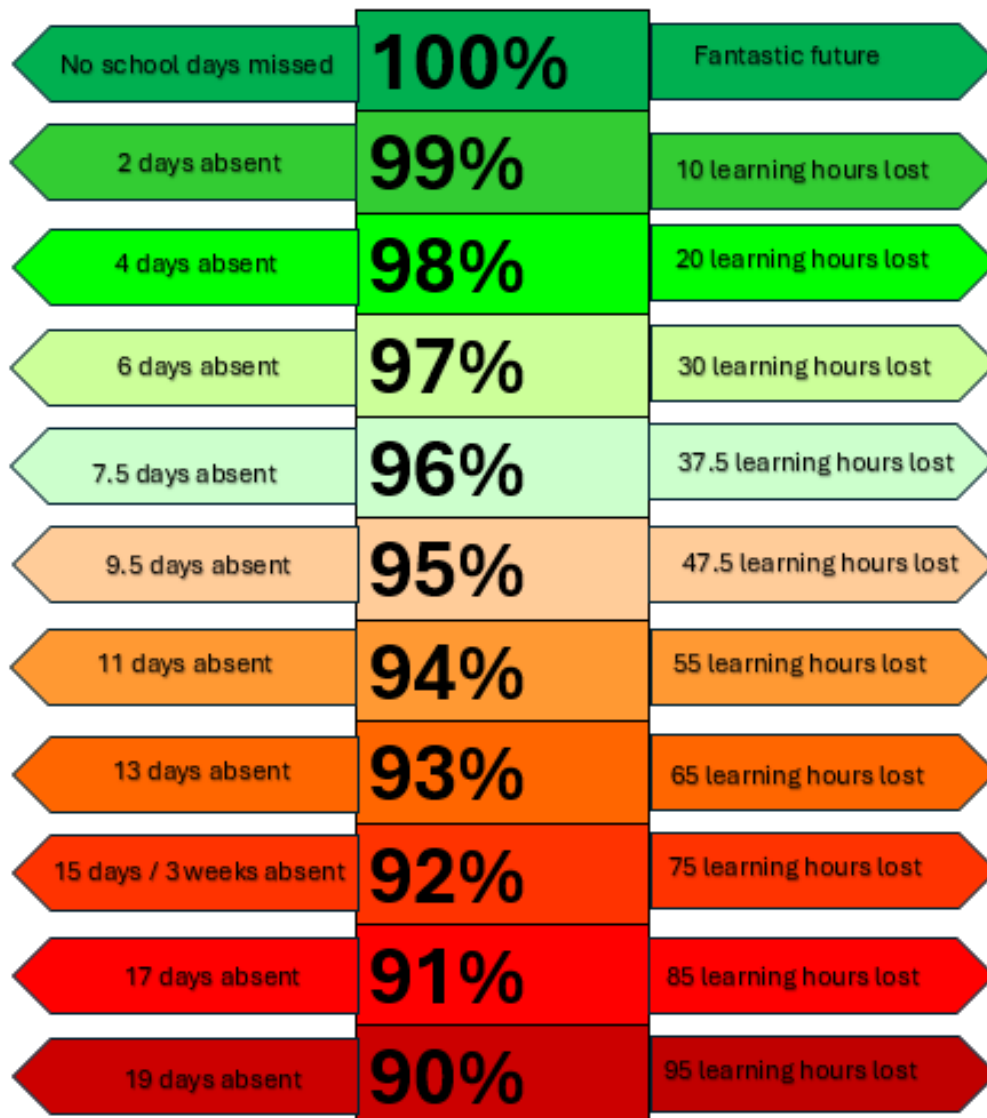 No school days missed 100% Fantastic future
2 days absent 99% 10 learning hours lost
4 days absent 98% 20 learning hours lost
6 days absent 97% 30 learning hours lost
7.5 days absent 96% 37.5 learning hours lost
9.5 days absent 95% 47.5 learning hours lost
11 days absent 94% 55 learning hours lost
13 days absent 93% 65 learning hours lost
15 days / 3 weeks absent 92% 75 learning hours lost
17 days absent 91% 85 learning hours lost
19 days absent 90% 95 learning hours lost